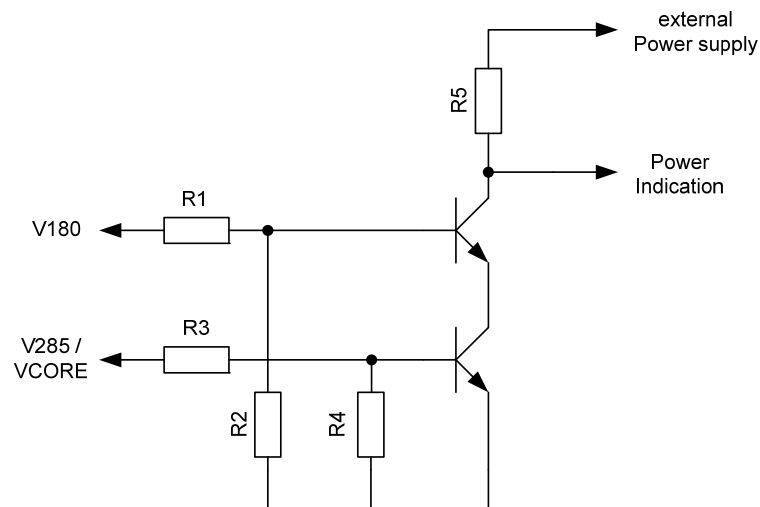 external
Power supply
R5
Power
Indication
R1
V180
R3
V285 /
VCORE
R2
R4